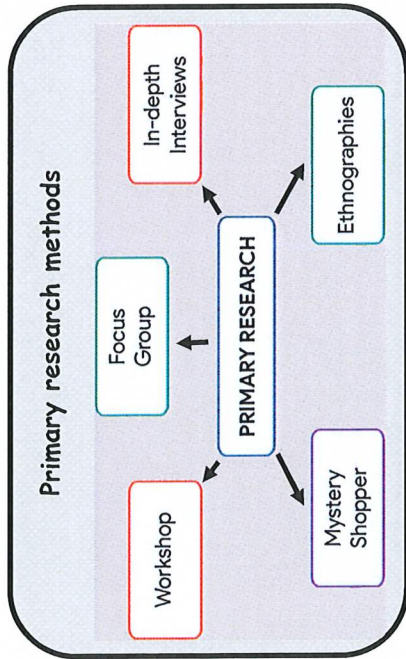 Primary research methods
Workshop
Focus
Group
In-depth
Interviews
PRIMARY RESEARCH
Mystery
Shopper
Ethnographies